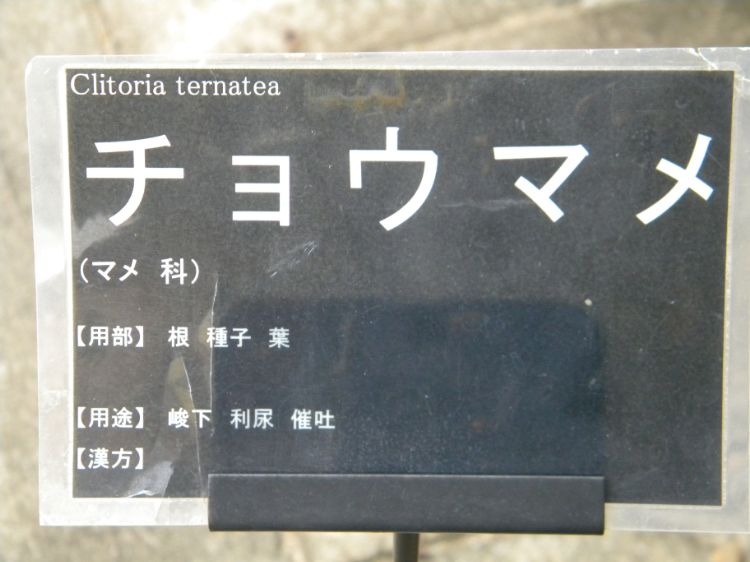 Clitoria ternatea
チョウマメ
（マメ 科）
【用部】 根 種子 葉
【用途】 峻下 利尿 催吐
【漢方】